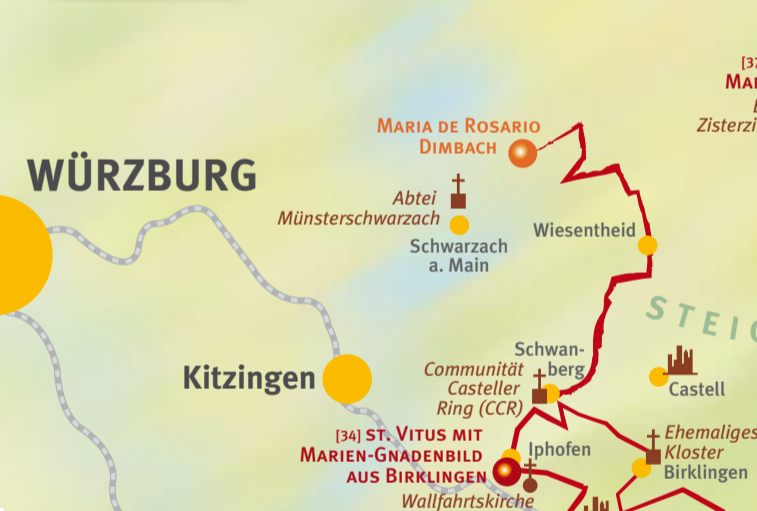 [37
MARIA DE ROSARIO
DIMBACH
WÜRZBURG
Abtei
Münsterschwarzach
Schwarzach
a. Main
Wiesentheid
STEIG
Schwan-
berg
Communität
Casteller
Ring (CCR)
Kitzingen
Castell
[34] ST. VITUS MIT
MARIEN-GNADENBILD
AUS BIRKLINGEN
Iphofen
Wallfahrtskirche
Ehemaliges
Kloster
Birklingen